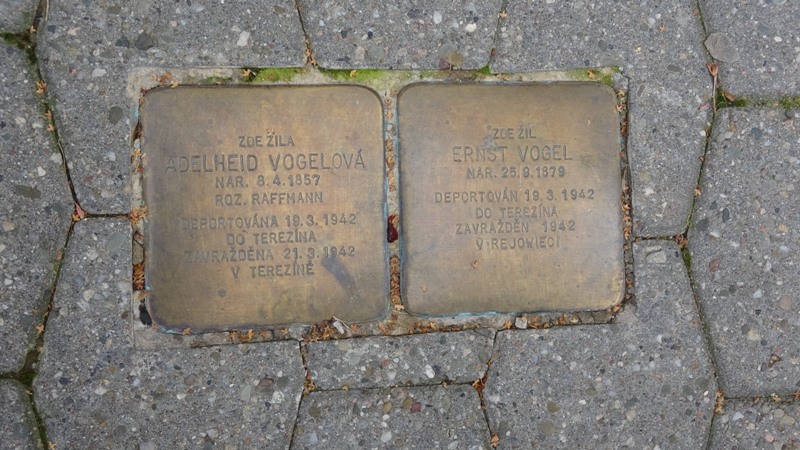 ZDE ŽILA
ADELHEID VOGELOVÁ
NAR. 8.4.1857
ROZ. RAFFMANN
DEPORTOVÁNA 19.3.1942
DO TEREZÍNA
ZAVRAŽDĚNA 21.3.1942
V TEREZÍNĚ
ZDE ŽIL
ERNST VOGEL
NAR. 25.9.1879
DEPORTOVÁN 19.3.1942
DO TEREZÍNA
ZAVRAŽDĚN 1942
V REJOWIECI